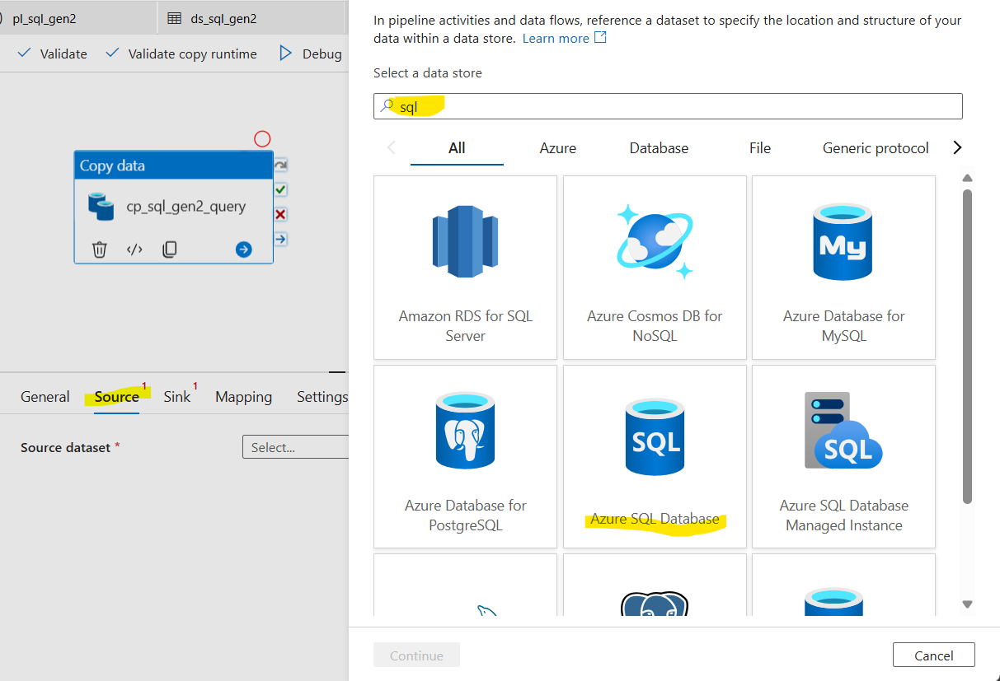 pl_sql_gen2
ds_sql_gen2
Validate
Validate copy runtime
Debug
Copy data
cp_sql_gen2_query
General
Source 1
Sink 1
Mapping
Settings
Source dataset *
Select...
In pipeline activities and data flows, reference a dataset to specify the location and structure of your
data within a data store. Learn more
Select a data store
sql
All
Azure
Database
File
Generic protocol
Amazon RDS for SQL
Server
Azure Cosmos DB for
NoSQL
My
Azure Database for
MySQL
Azure Database for
PostgreSQL
SQL
Azure SQL Database
SQL
Azure SQL Database
Managed Instance
Continue
Cancel